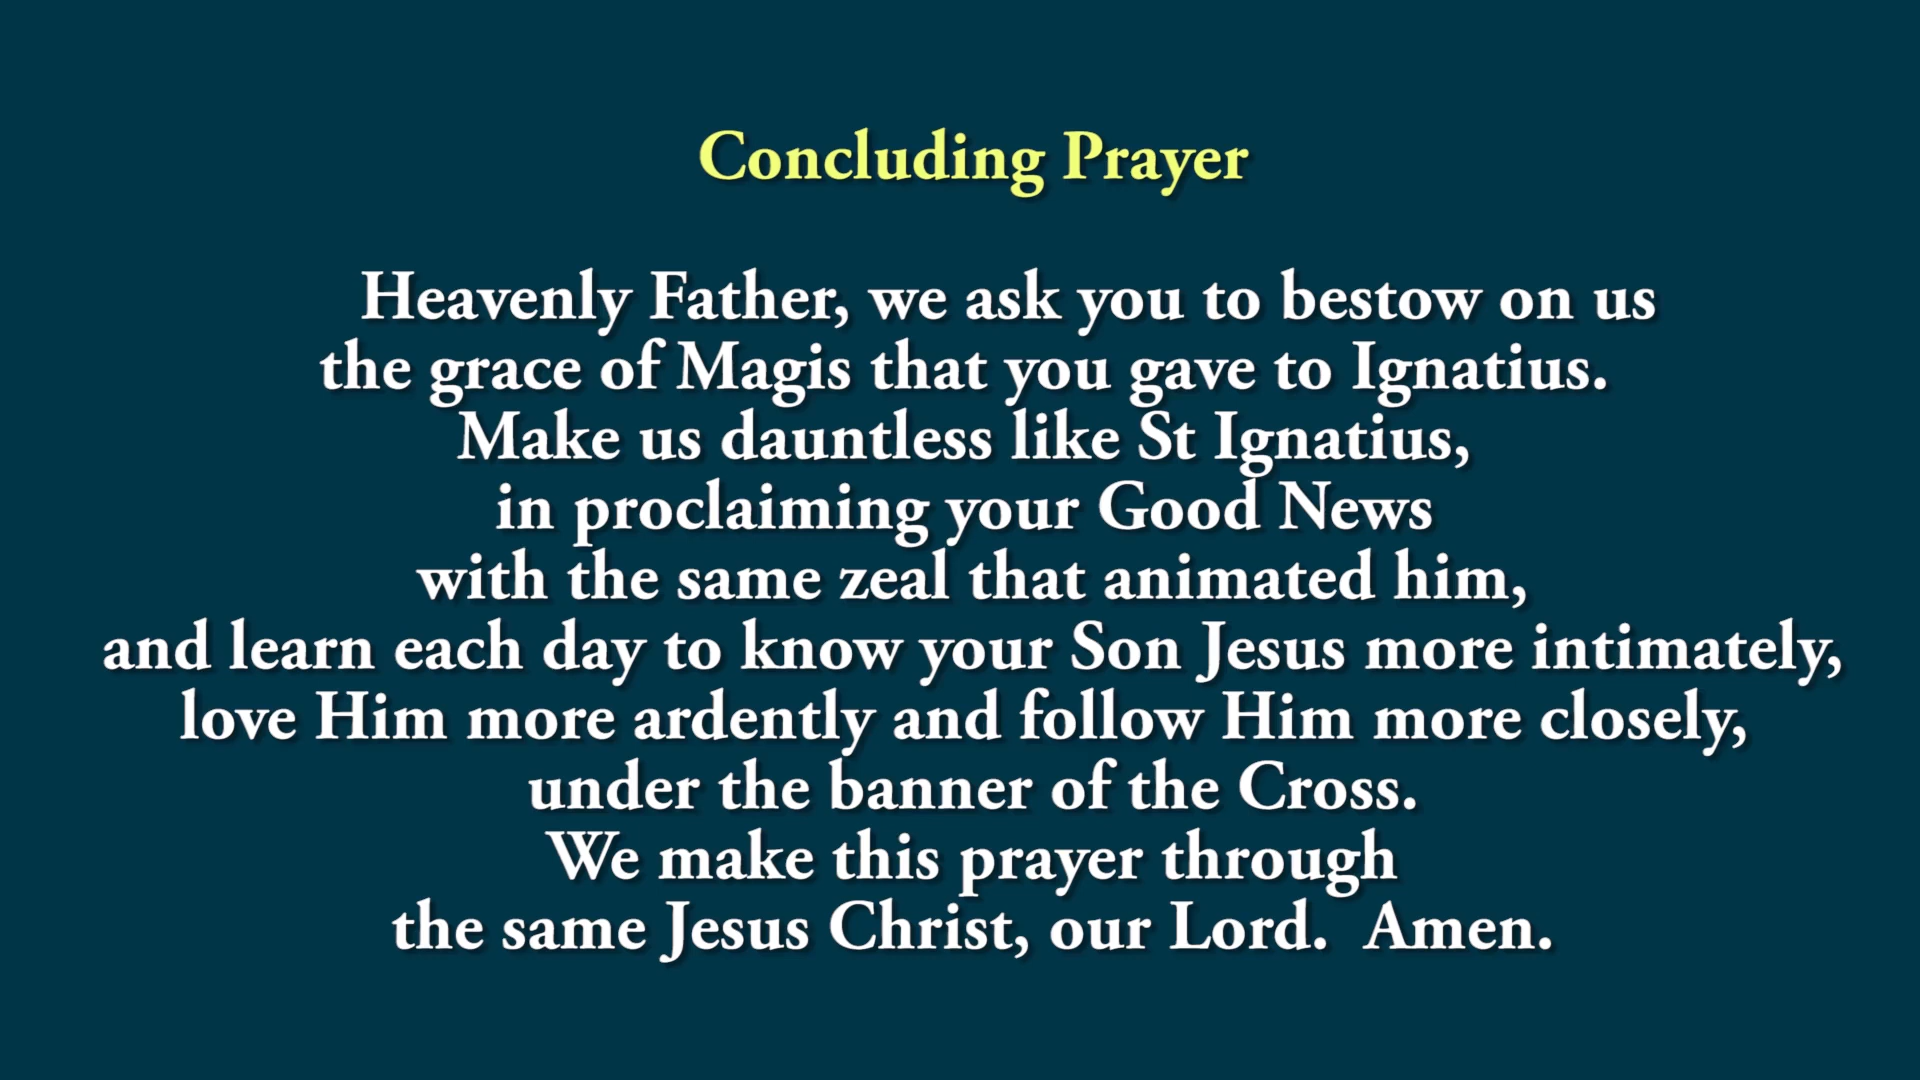 Concluding Prayer
Heavenly Father, we ask you to bestow on us
the grace of Magis that you gave to Ignatius.
Make us dauntless like St Ignatius,
in proclaiming your Good News
with the same zeal that animated him,
and learn each day to know your Son Jesus more intimately,
love Him more ardently and follow Him more closely,
under the banner of the Cross.
We make this prayer through
the same Jesus Christ, our Lord.  Amen.